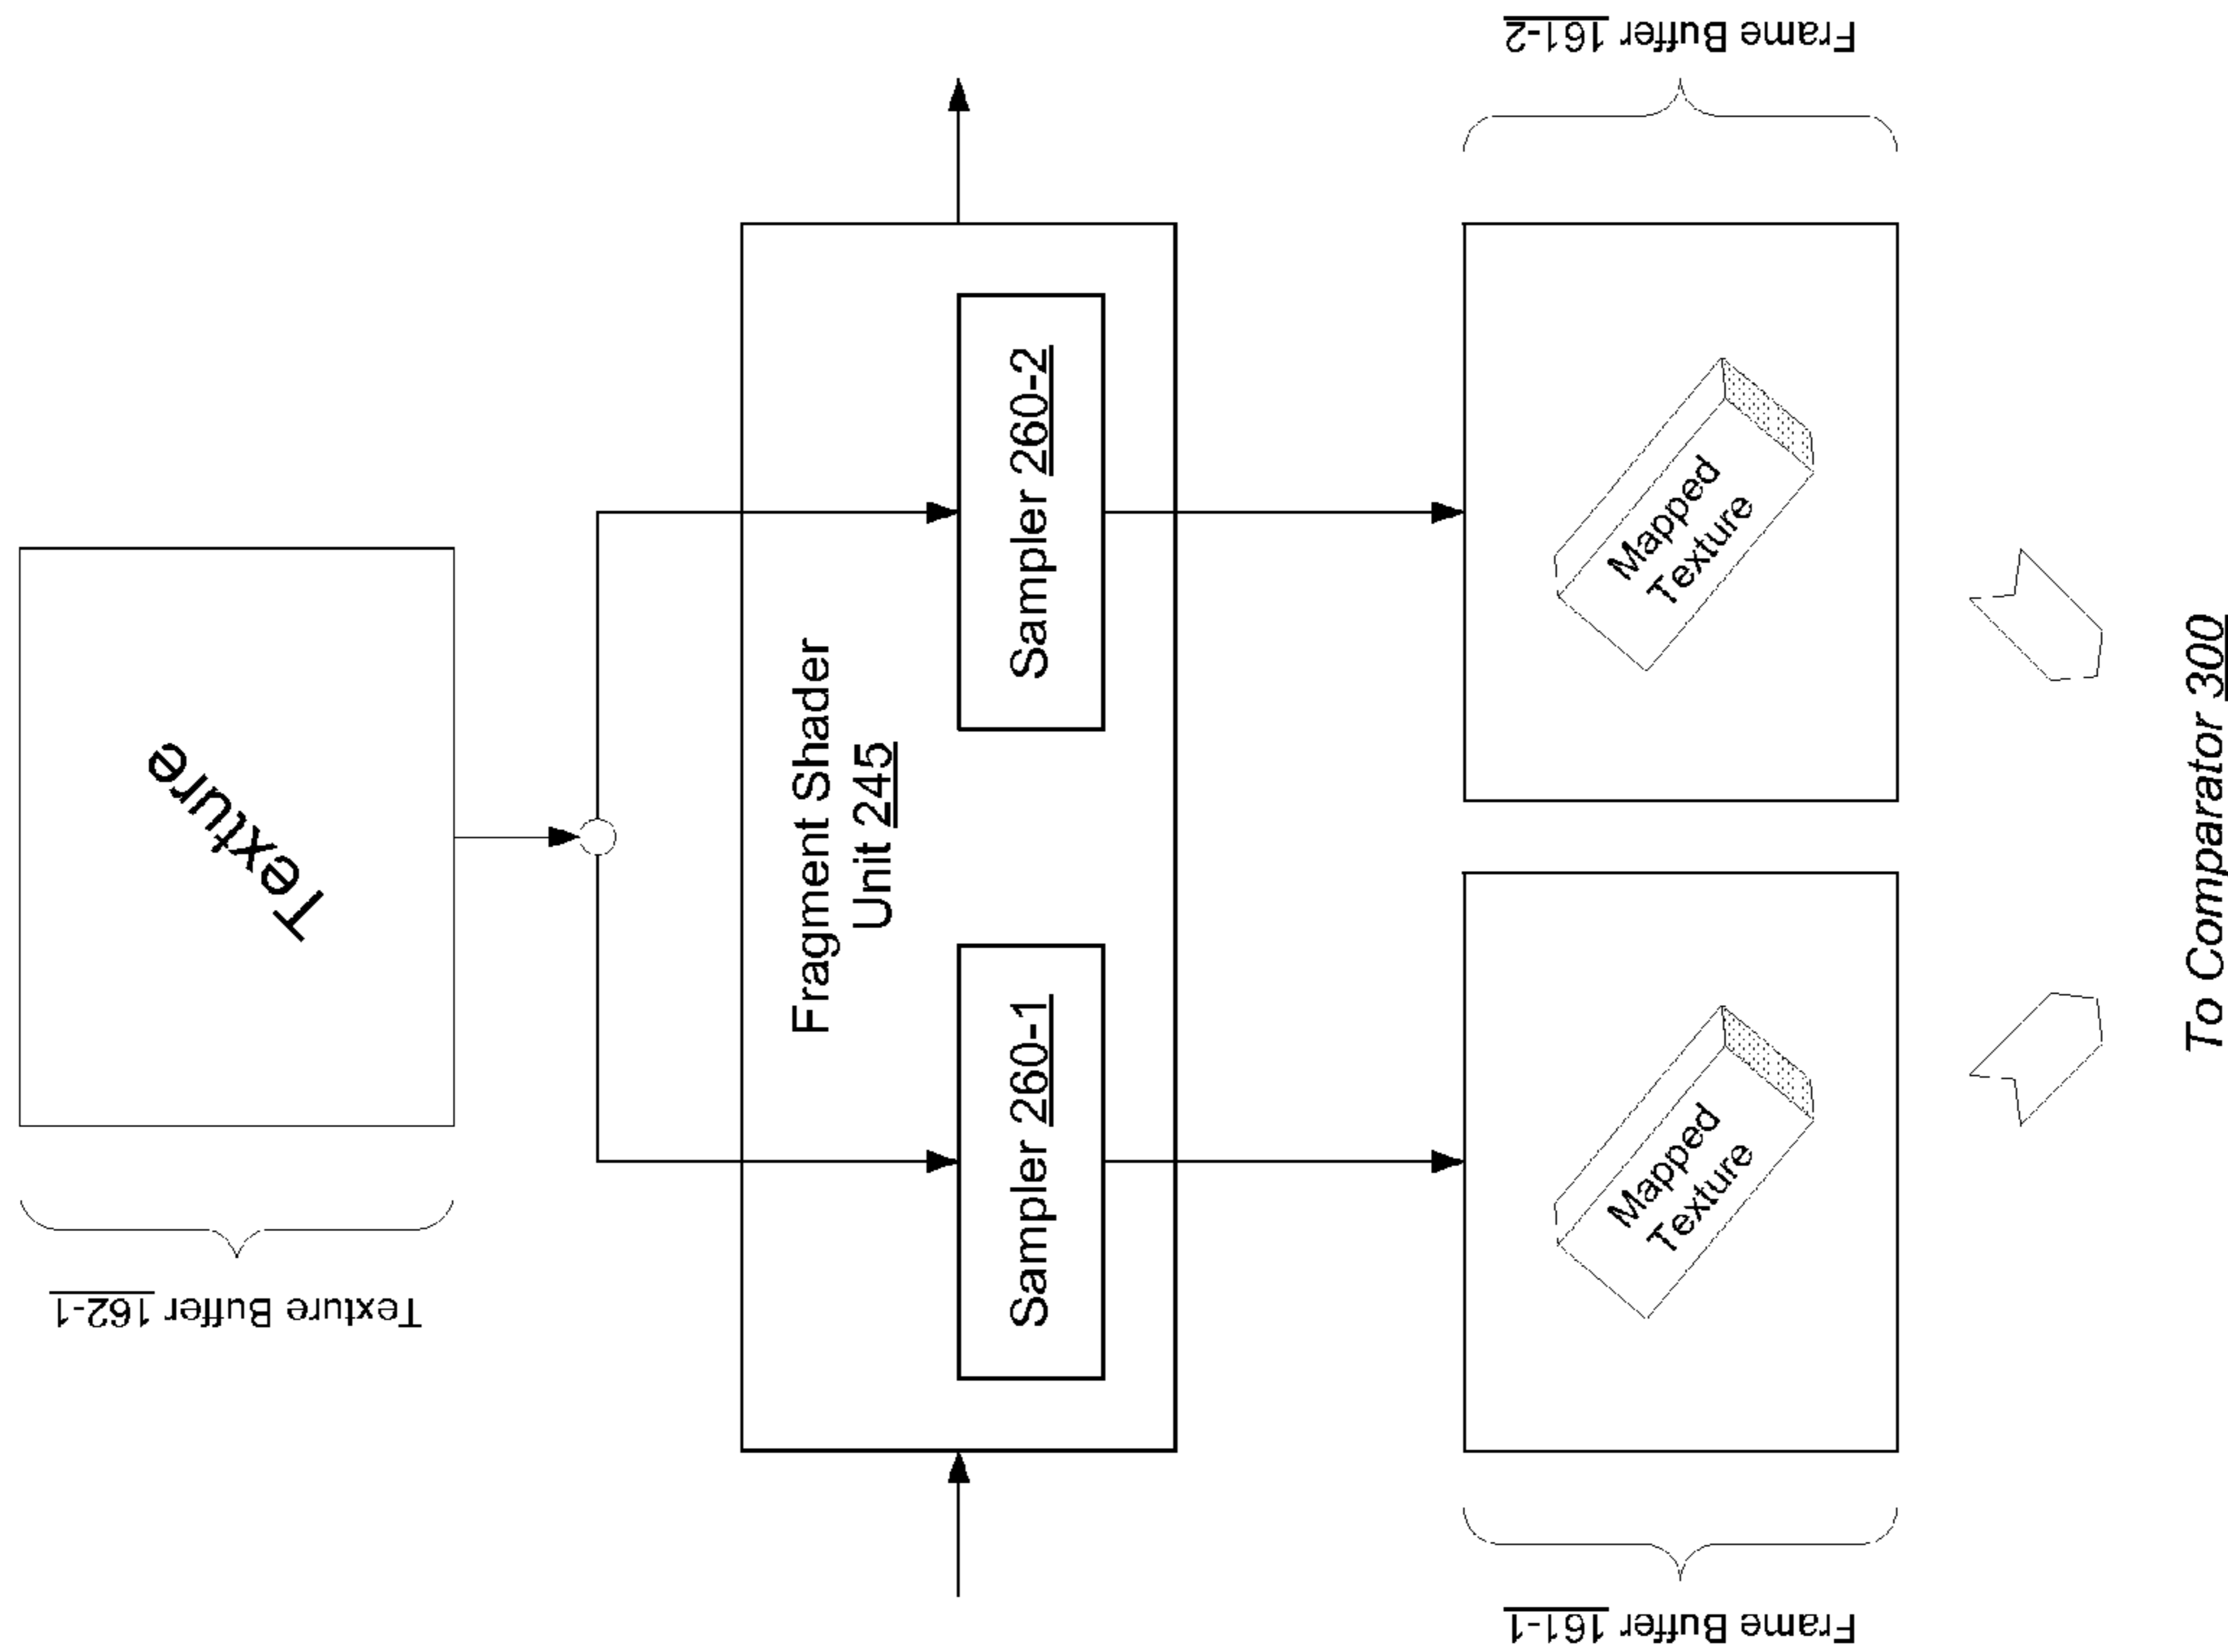 Texture Buffer 162-1
Texture
Fragment Shader
Unit 245
Sampler 260-1
Sampler 260-2
Frame Buffer 161-1
Mapped
Texture
Frame Buffer 161-2
Mapped
Texture
To Comparator 300